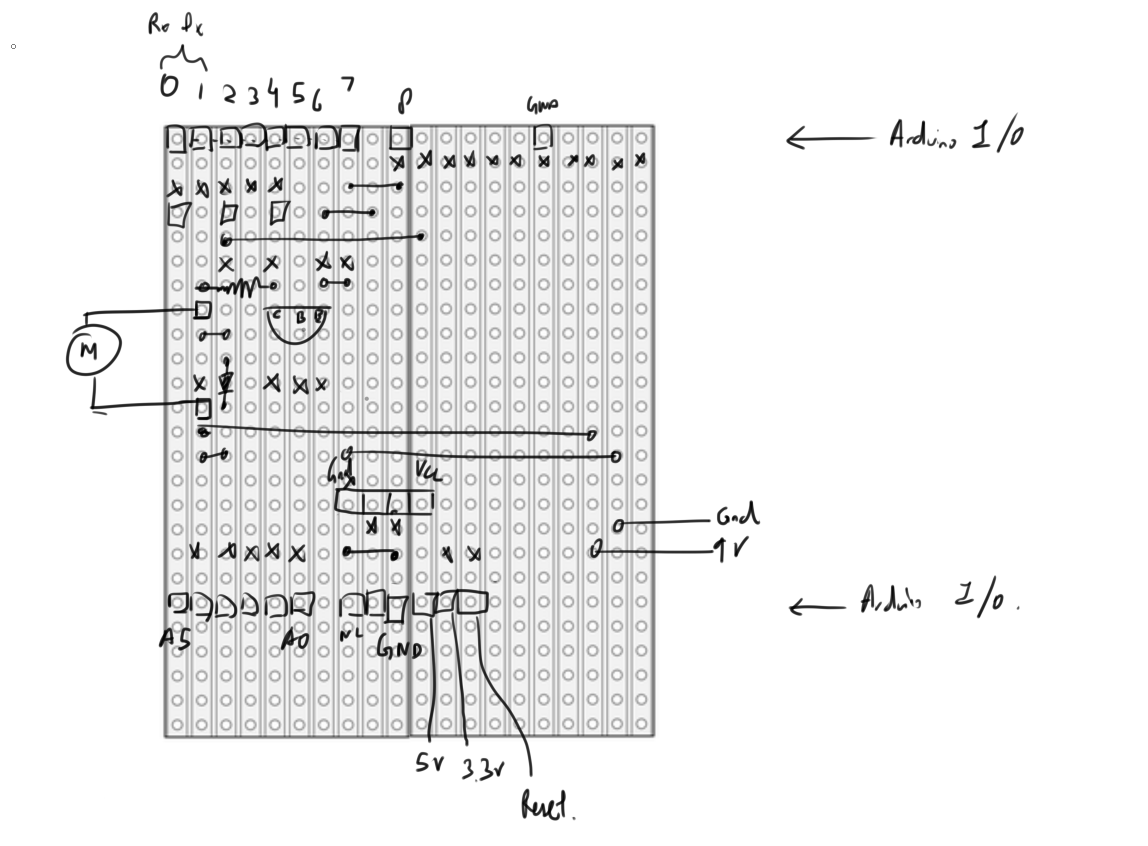 Rx Tx
0 1 2 3 4 5 6 7 8 GND
Arduino I/O
C B E
M
Gnd VCC
Gnd
9V
Arduino I/O.
A5 A0 NC GND
5V 3.3V
Reset.